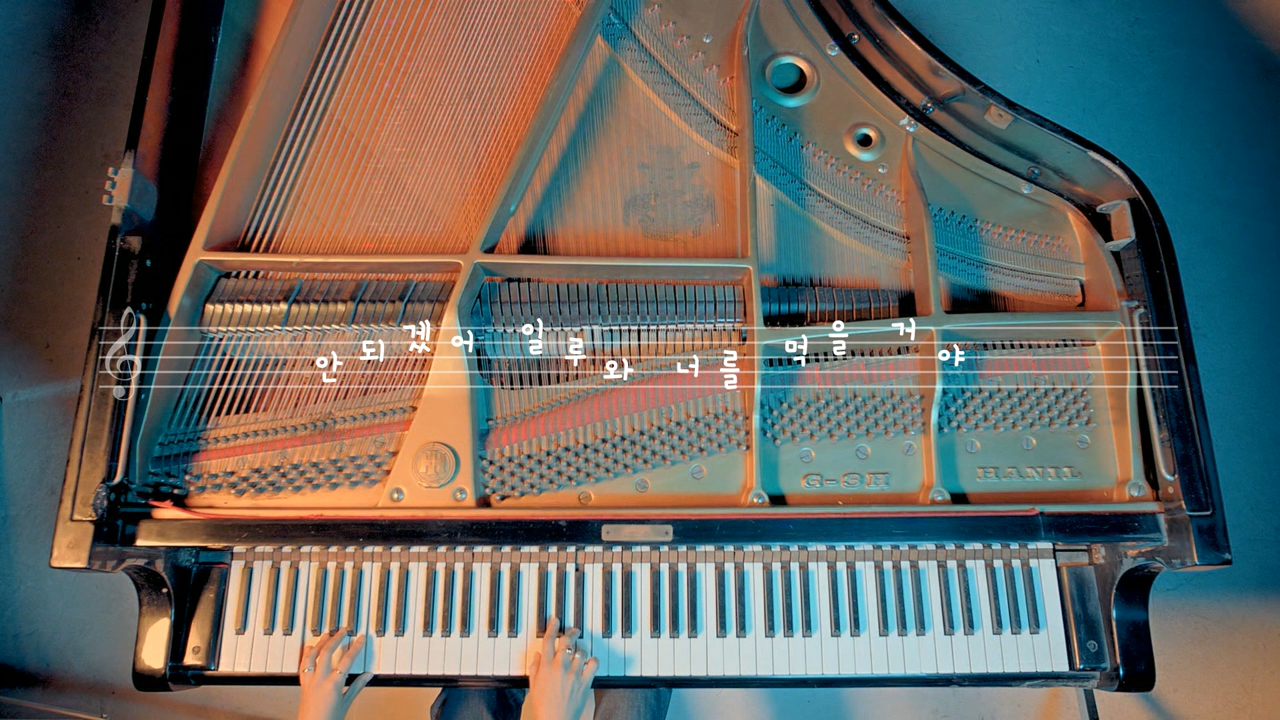 안 되 겠 어 일 루 와 너 를 먹 을 거 야
G-3H HANIL